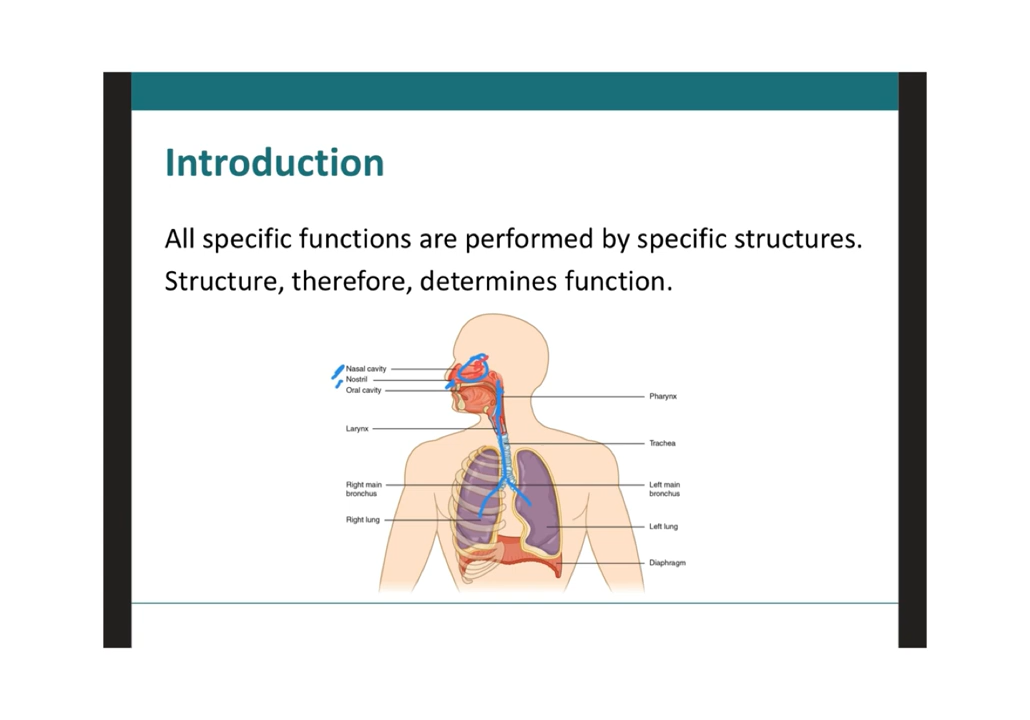 Introduction
All specific functions are performed by specific structures.
Structure, therefore, determines function.
Nasal cavity
Nostril
Oral cavity
Larynx
Right main
bronchus
Right lung
Pharynx
Trachea
Left main
bronchus
Left lung
Diaphragm